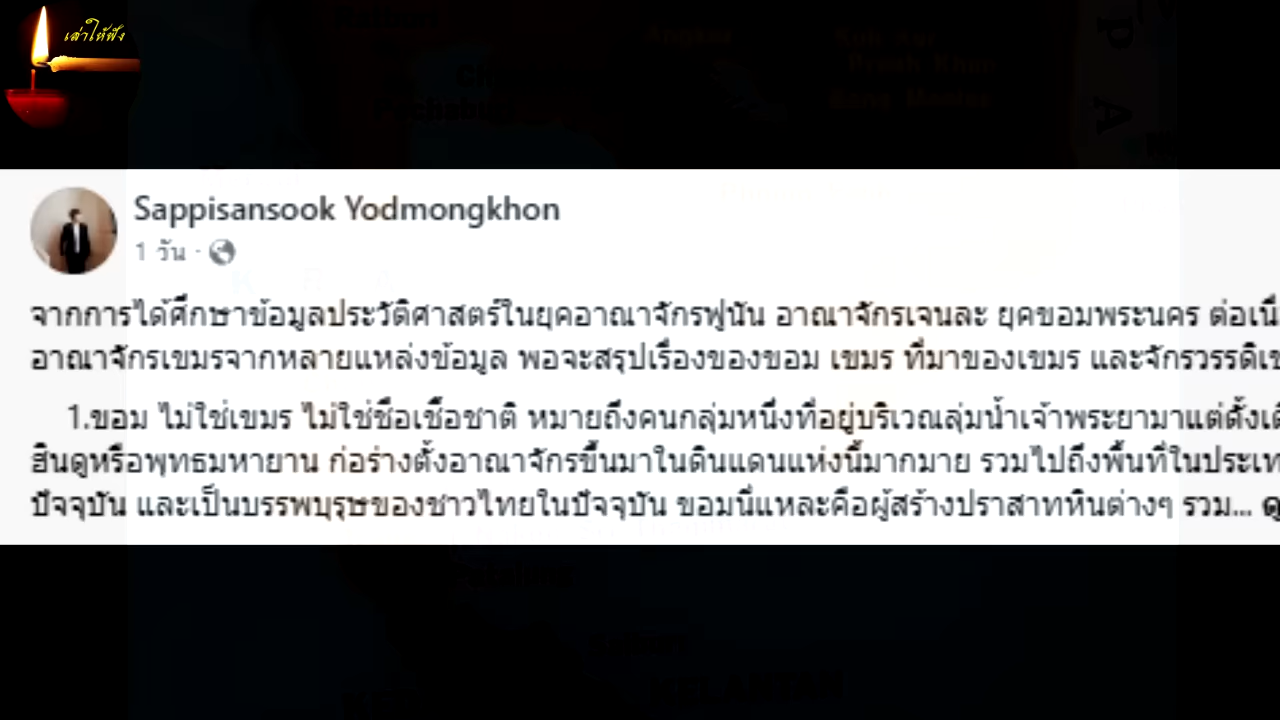 เล่าให้ฟัง
Sappisansook Yodmongkhon
1 วัน ·
จากการได้ศึกษาข้อมูลประวัติศาสตร์ในยุคอาณาจักรฟูนัน อาณาจักรเจนละ ยุคขอมพระนคร ต่อเนื่
อาณาจักรเขมรจากหลายแหล่งข้อมูล พอจะสรุปเรื่องของขอม เขมร ที่มาของเขมร และจักรวรรดิเข
1.ขอม ไม่ใช่เขมร ไม่ใช่ชื่อเชื้อชาติ หมายถึงคนกลุ่มหนึ่งที่อยู่บริเวณลุ่มน้ำเจ้าพระยามาแต่ดั้งเดิ
ฮินดูหรือพุทธมหายาน ก่อร่างตั้งอาณาจักรขึ้นมาในดินแดนแห่งนี้มากมาย รวมไปถึงพื้นที่ในประเท
ปัจจุบัน และเป็นบรรพบุรุษของชาวไทยในปัจจุบัน ขอมนี่แหละคือผู้สร้างปราสาทหินต่างๆ รวม... ดู